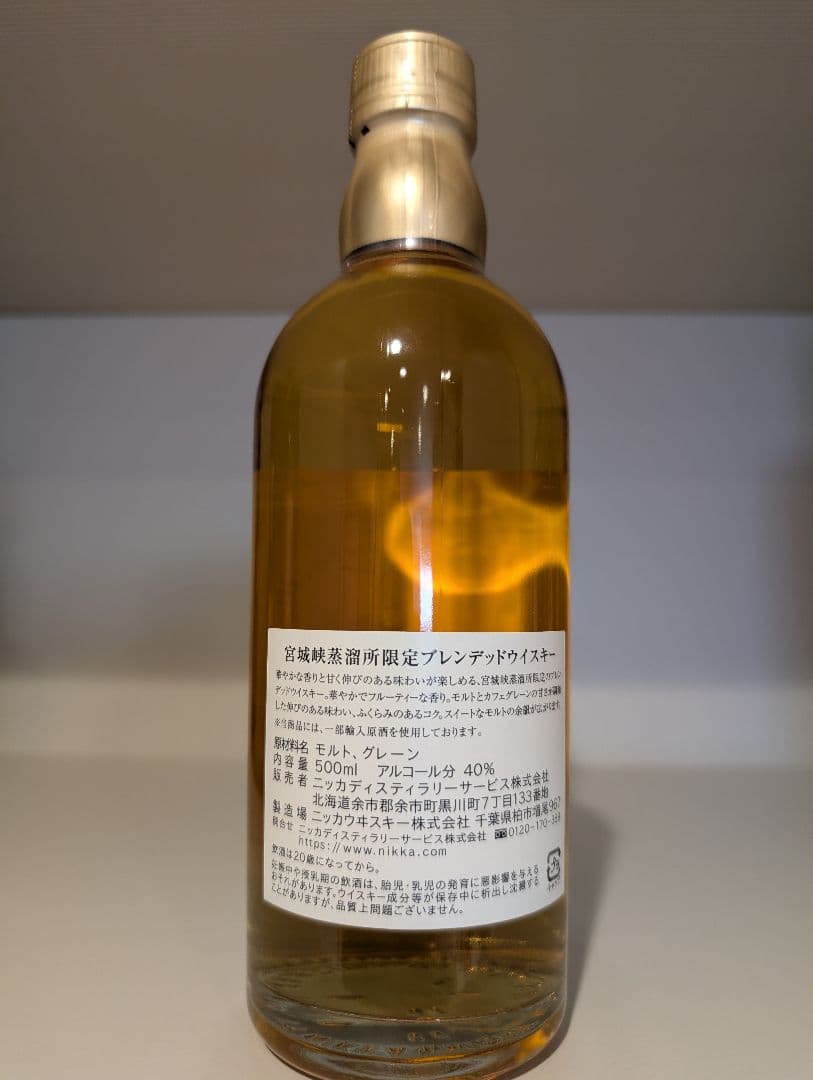 宮城峡蒸溜所限定ブレンデッドウイスキー
華やかな香りと甘く伸びのある味わいが楽しめる、宮城峡蒸溜所限定のブレン
デッドウイスキー。華やかでフルーティーな香り。モルトとカフェグレーンの甘さが調和
した伸びのある味わい、ふくらみのあるコク。スイートなモルトの余韻が広がります。
※当商品には、一部輸入原酒を使用しております。
原材料名 モルト、グレーン
内容量 500ml アルコール分 40%
販売者 ニッカディスティラリーサービス株式会社
北海道余市郡余市町黒川町7丁目133番地
製造場 ニッカウヰスキー株式会社 千葉県柏市増尾967
問合せ ニッカディスティラリーサービス株式会社 0120-170-
https://www.nikka.com
飲酒は20歳になってから。
妊娠中や授乳期の飲酒は、胎児・乳児の発育に悪影響を与える
おそれがあります。ウイスキー成分等が保存中に析出し沈澱する
ことがありますが、品質上問題ございません。